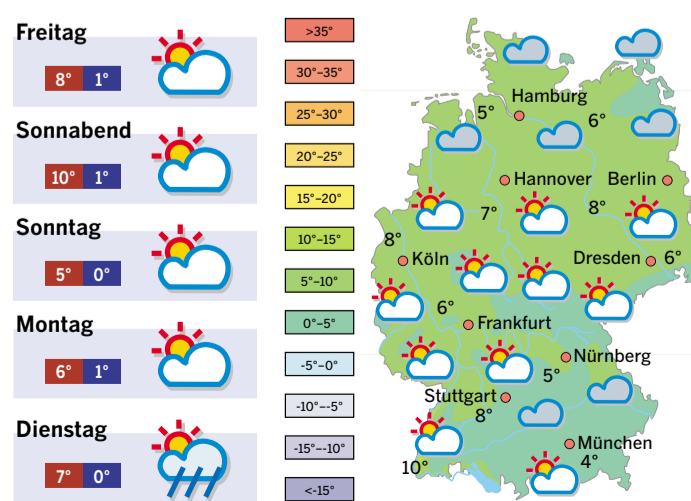 Freitag
8° 1°
Sonnabend
10° 1°
Sonntag
5° 0°
Montag
6° 1°
Dienstag
7° 0°
>35°
30°–35°
25°–30°
20°–25°
15°–20°
10°–15°
5°–10°
0°–5°
-5°–0°
-10°–-5°
-15°–-10°
<-15°
Hamburg
5° 6°
Hannover Berlin
7° 8°
8°
Köln Dresden 6°
6°
Frankfurt
Nürnberg
5°
Stuttgart
8°
München
10° 4°